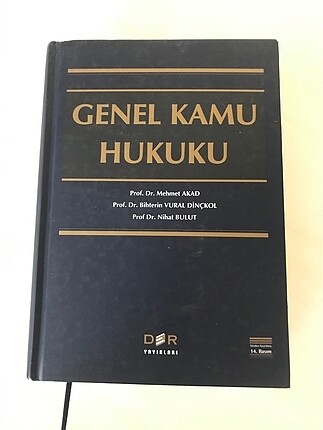 GENEL KAMU
HUKUKU
Prof. Dr. Mehmet AKAD
Prof. Dr. Bihterin VURAL DİNÇKOL
Prof Dr. Nihat BULUT
DER
YAYINLARI
14. Baskı